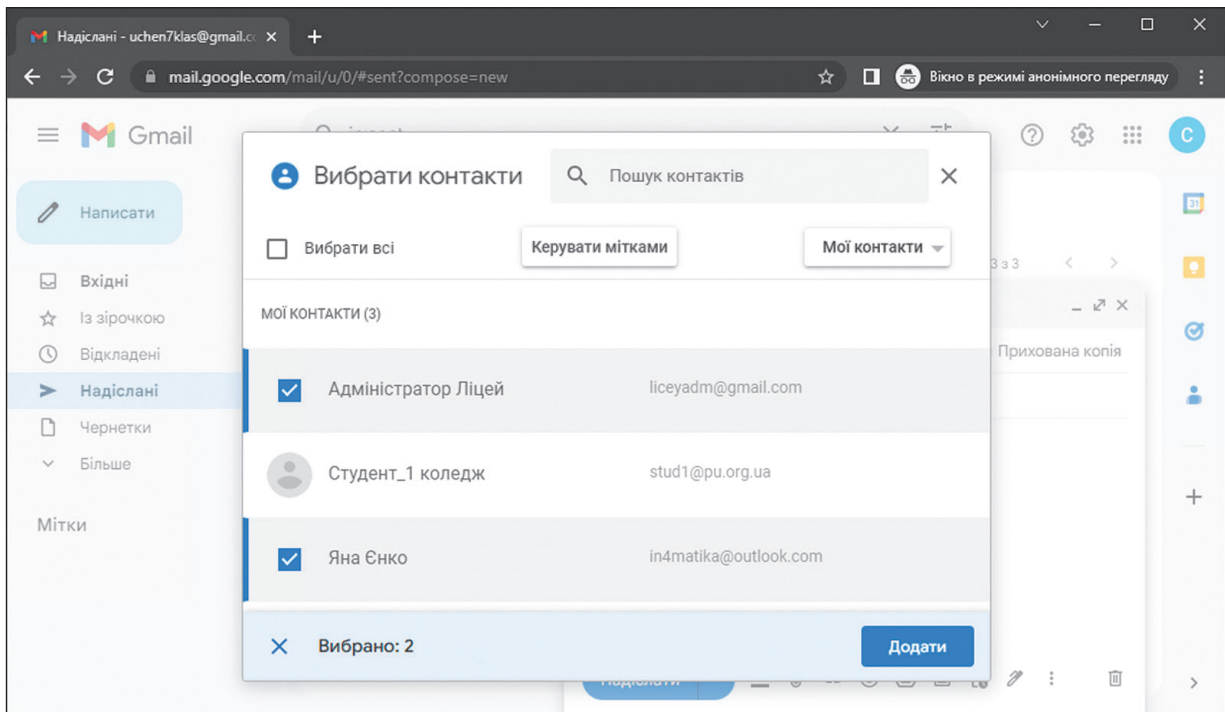 Надіслані - uchen7klas@gmail.cc
mail.google.com/mail/u/0/#sent?compose=new
Вікно в режимі анонімного перегляду
Gmail
C
Написати
Вхідні
Із зірочкою
Відкладені
Надіслані
Чернетки
Більше
Мітки
Вибрати контакти
Пошук контактів
Вибрати всі
Керувати мітками
Мої контакти
МОЇ КОНТАКТИ (3)
Адміністратор Ліцей liceyadm@gmail.com
Студент_1 коледж stud1@pu.org.ua
Яна Єнко in4matika@outlook.com
Вибрано: 2
Додати
3 з 3
Прихована копія
Надіслати
31